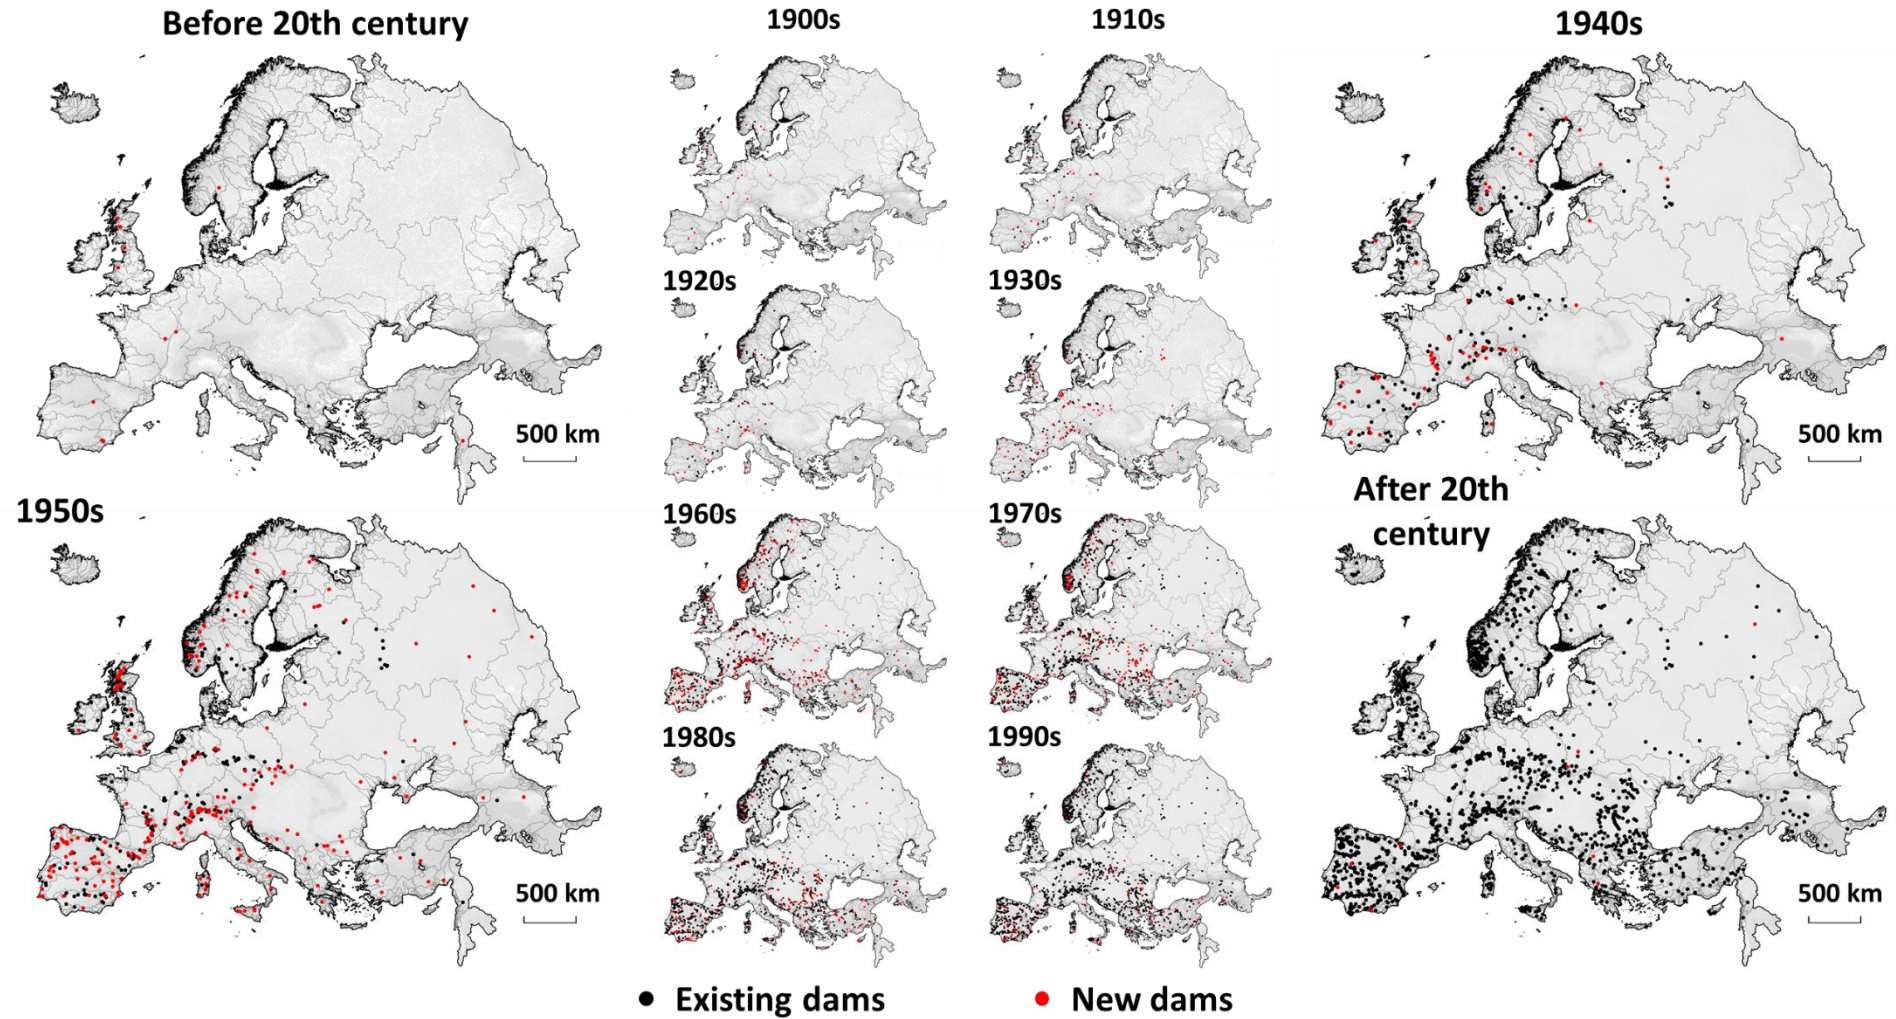 Before 20th century
1900s
1910s
1940s
1920s
1930s
500 km
500 km
1950s
1960s
1970s
After 20th
century
1980s
1990s
500 km
500 km
Existing dams
New dams